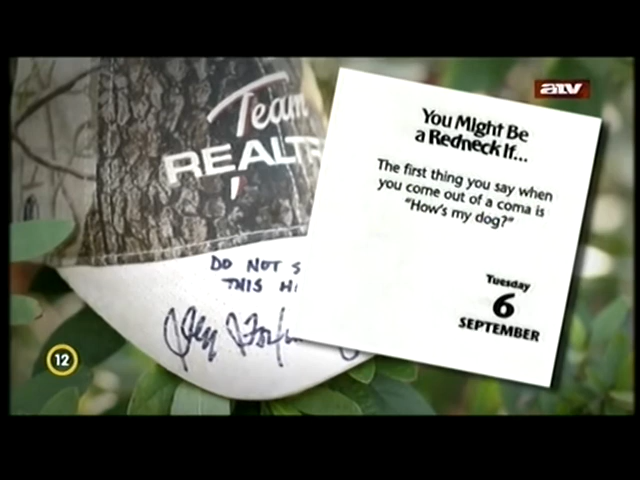 atv
Team
REALTR
DO NOT S
THIS HI
You Might Be
a Redneck If...
The first thing you say when
you come out of a coma is
"How's my dog?"
Tuesday
6
SEPTEMBER
12